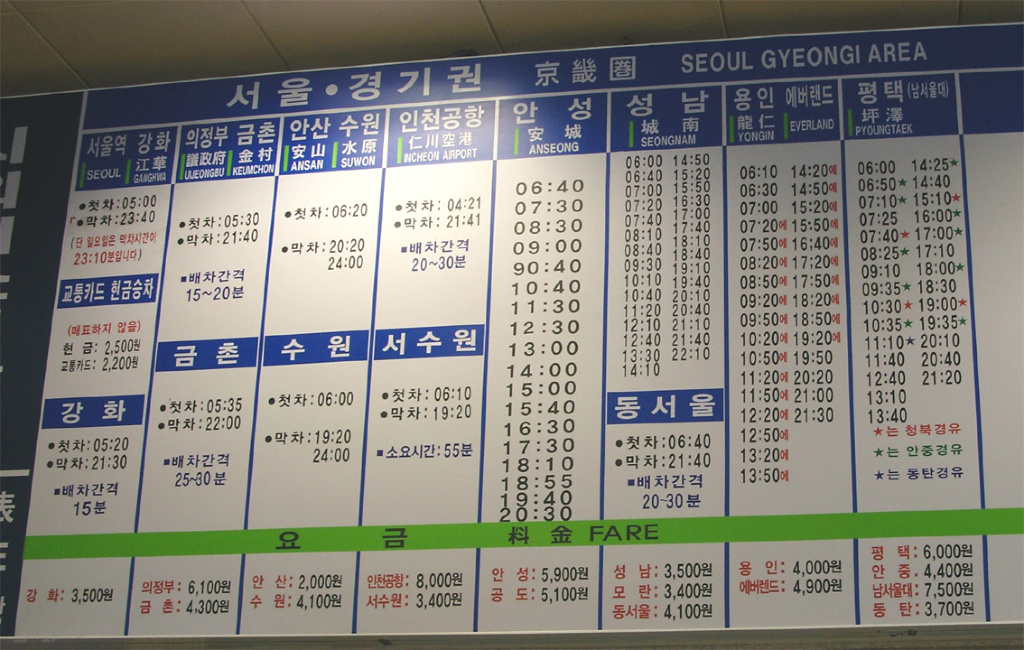 서울·경기권 京畿圈 SEOUL GYEONGI AREA
서울역 강화
SEOUL 江華 GANGHWA
•첫차:05:00
•막차:23:40
(단 일요일은 막차시간이
23:10분입니다)
교통카드 현금승차
(매표하지 않음)
현 금: 2,500원
교통카드: 2,200원
강 화
•첫차:05:20
•막차:21:30
■배차간격
15분
의정부 금촌
議政府 UIJEONGBU 金村 KEUMCHON
•첫차:05:30
•막차:21:40
■배차간격
15~20분
금 촌
•첫차:05:35
•막차:22:00
■배차간격
25~30분
안산 수원
安山 ANSAN 水原 SUWON
•첫차:06:20
•막차:20:20
24:00
수 원
•첫차:06:00
•막차:19:20
24:00
인천공항
仁川空港
INCHEON AIRPORT
•첫차:04:21
•막차:21:41
■배차간격
20~30분
서수원
•첫차:06:10
•막차:19:20
■소요시간:55분
안 성
安 城
ANSEONG
06:40
07:30
08:30
09:00
90:40
10:40
11:30
12:30
13:00
14:00
15:00
15:40
16:30
17:30
18:10
18:55
19:40
20:30
성 남
城 南
SEONGNAM
06:00 14:50
06:40 15:20
07:00 15:50
07:20 16:30
07:40 17:00
08:10 17:40
08:40 18:10
09:30 18:40
10:10 19:10
10:40 19:40
11:20 20:10
12:10 20:40
12:40 21:10
13:30 21:40
14:10 22:10
동서울
•첫차:06:40
•막차:21:40
■배차간격
20~30분
용인 에버랜드
龍仁 YONGIN EVERLAND
06:10 14:20에
06:30 14:50
07:00 15:20
07:20에 15:50에
07:50에 16:40에
08:20에 17:20에
08:50에 17:50에
09:20에 18:20에
09:50에 18:50에
10:20에 19:20에
10:50에 19:50
11:20에 20:20
11:50에 21:00
12:20에 21:30
12:50에
13:20에
13:50에
평택 (남서울대)
坪澤
PYOUNGTAEK
06:00 14:25★
06:50★ 14:40
07:10★ 15:10★
07:25 16:00★
07:40★ 17:00★
08:25★ 17:10
09:10 18:00★
09:35★ 18:30
10:30★ 19:00★
10:35★ 19:35★
11:10★ 20:10
11:40 20:40
12:40 21:20
13:10
13:40
★는 청북경유
★는 안중경유
★는 동탄경유
요 금 料 金 FARE
강 화: 3,500원
의정부: 6,100원
금 촌: 4,300원
안 산: 2,000원
수 원: 4,100원
인천공항: 8,000원
서수원: 3,400원
안 성: 5,900원
공 도: 5,100원
성 남: 3,500원
모 란: 3,400원
동서울: 4,100원
용 인: 4,000원
에버렌드: 4,900원
평 택: 6,000원
안 중: 4,400원
남서울대: 7,500원
동 탄: 3,700원